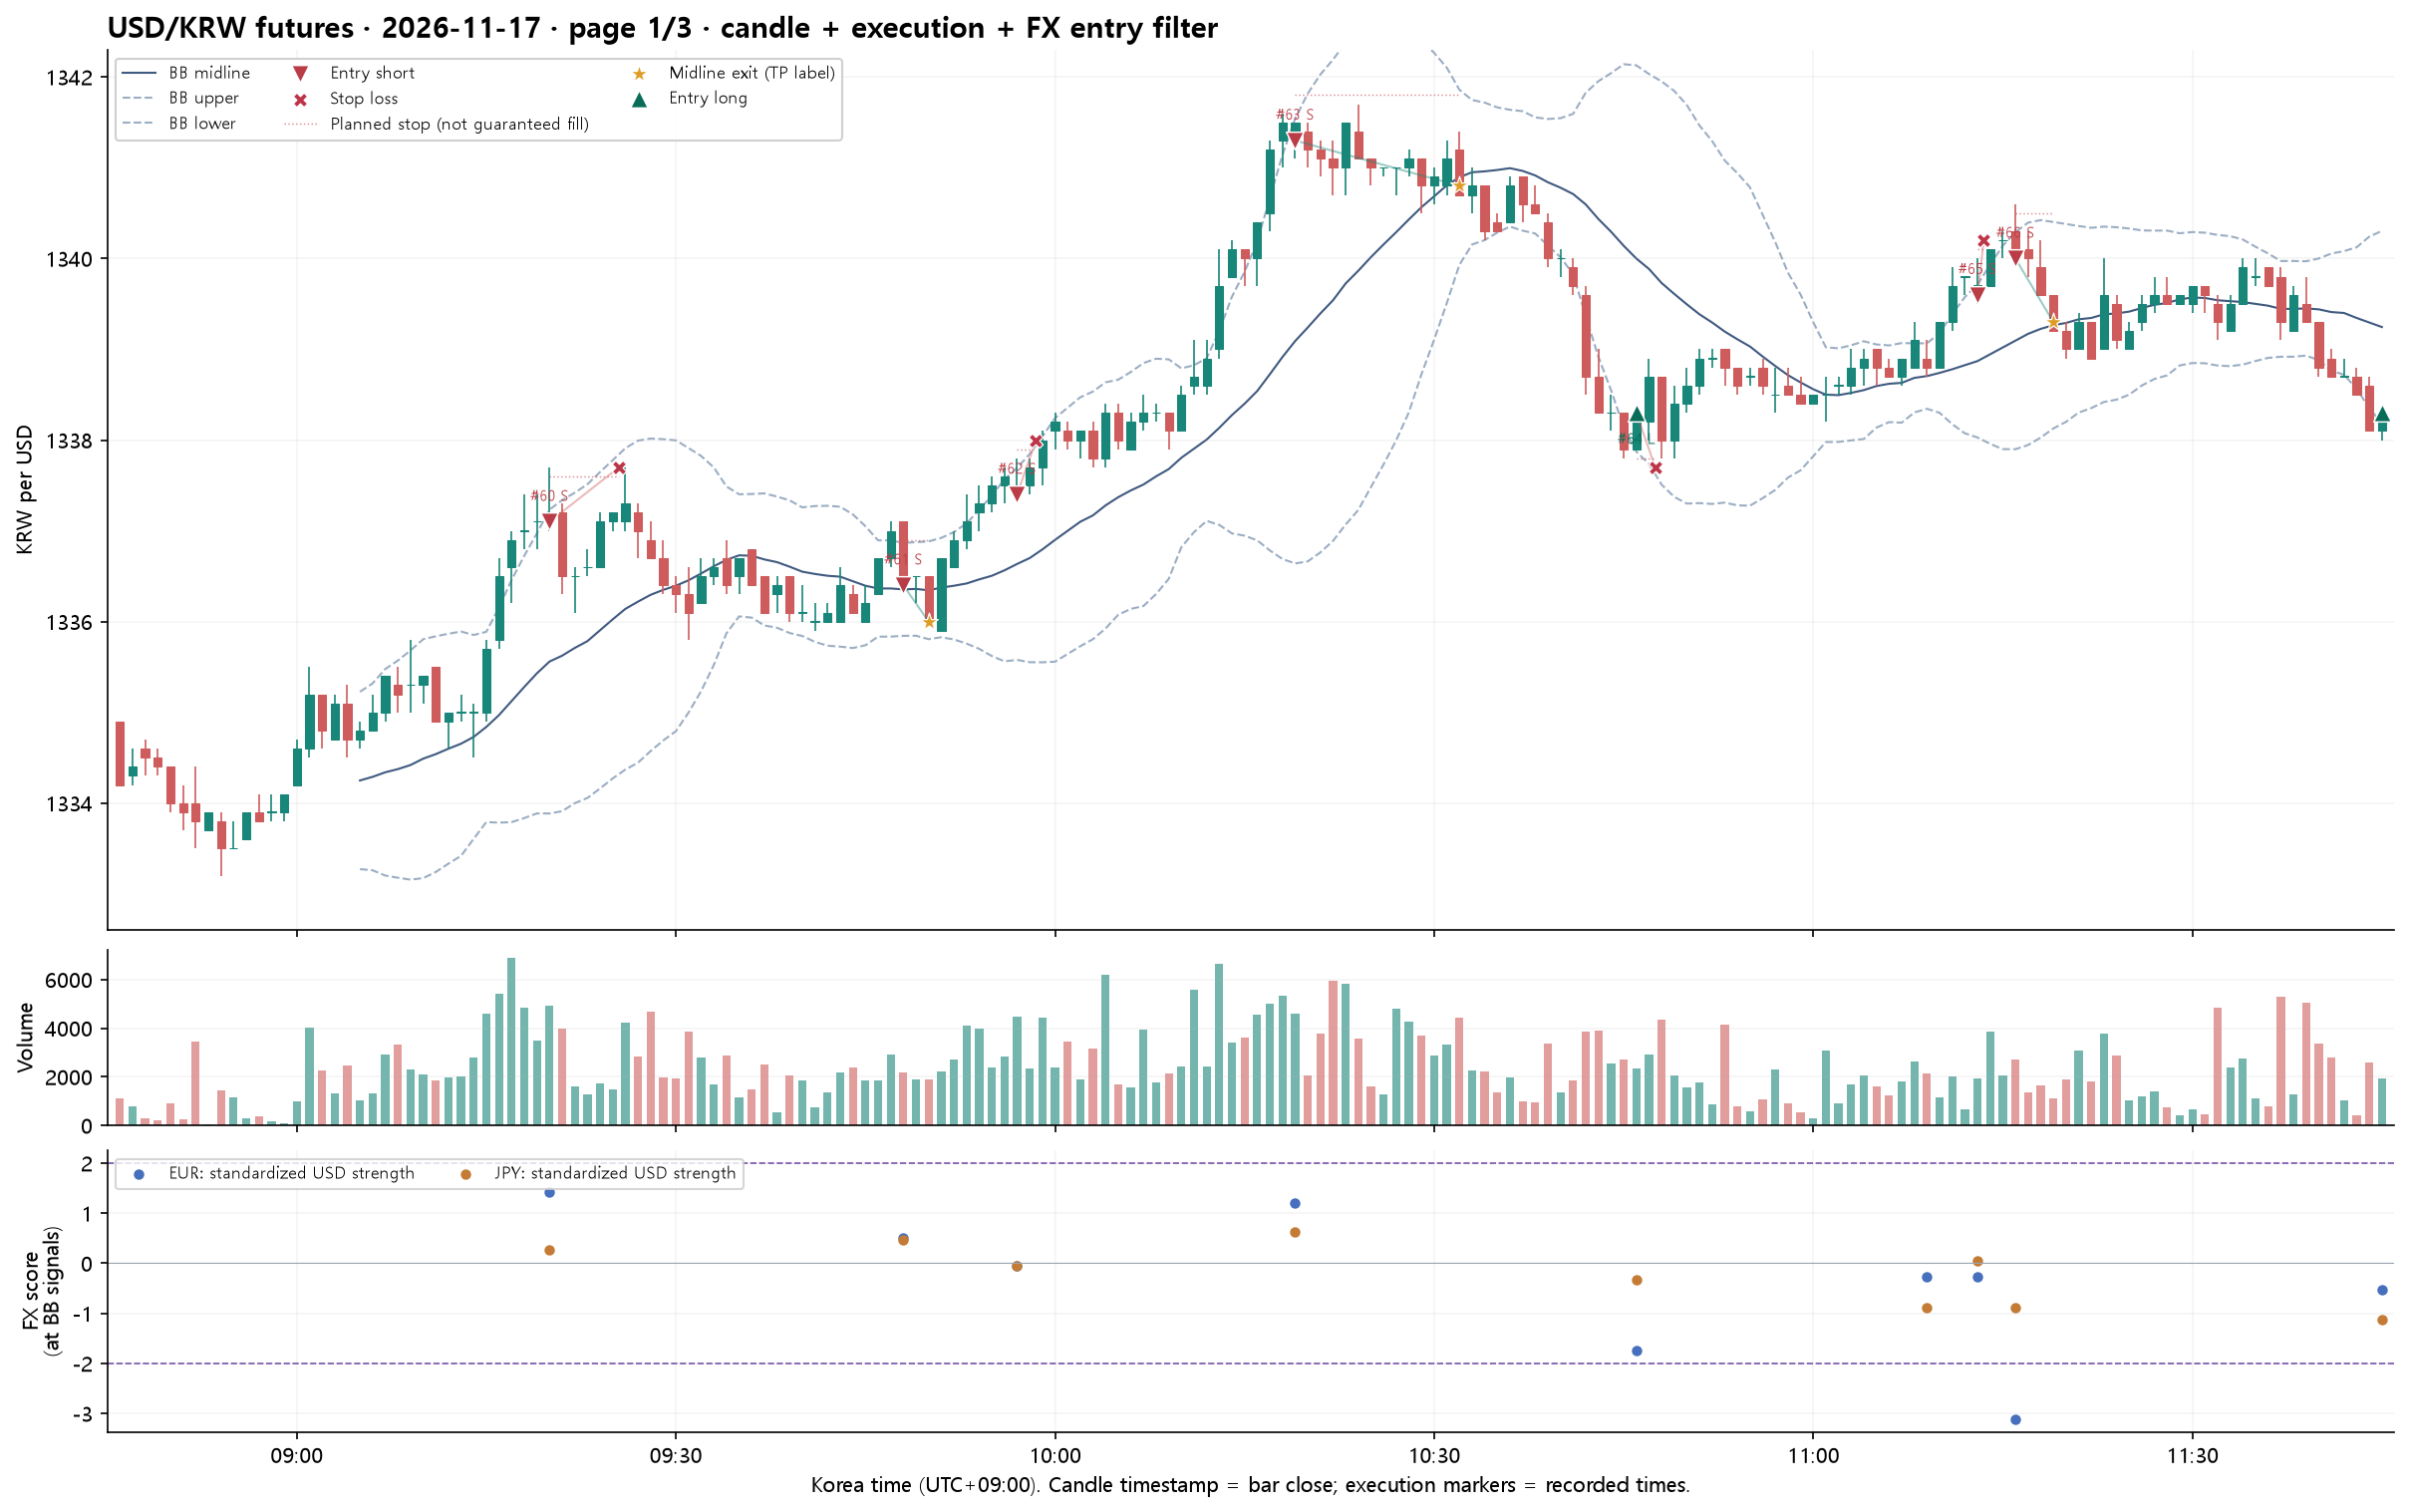 USD/KRW futures · 2026-11-17 · page 1/3 · candle + execution + FX entry filter
BB midline
BB upper
BB lower
Entry short
Stop loss
Planned stop (not guaranteed fill)
Midline exit (TP label)
Entry long
KRW per USD
1342
1340
1338
1336
1334
#60 S
#62
#63 S
#65
Volume
6000
4000
2000
0
EUR: standardized USD strength
JPY: standardized USD strength
FX score
(at BB signals)
2
1
0
-1
-2
-3
09:00
09:30
10:00
10:30
11:00
11:30
Korea time (UTC+09:00). Candle timestamp = bar close; execution markers = recorded times.